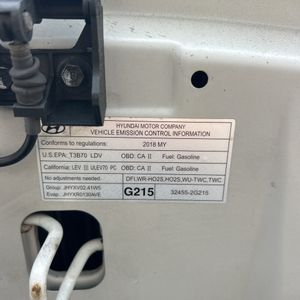 HYUNDAI MOTOR COMPANY
VEHICLE EMISSION CONTROL INFORMATION
Conforms to regulations: 2018 MY
U.S.EPA: T3B70 LDV OBD: CA II Fuel: Gasoline
California: LEV III ULEV70 PC OBD: CA II Fuel: Gasoline
No adjustments needed. DFI,WR-HO2S,HO2S,WU-TWC,TWC
Group: JHYXV02.41W5 G215 32455-2G215
Evap: JHYXR0130AVE